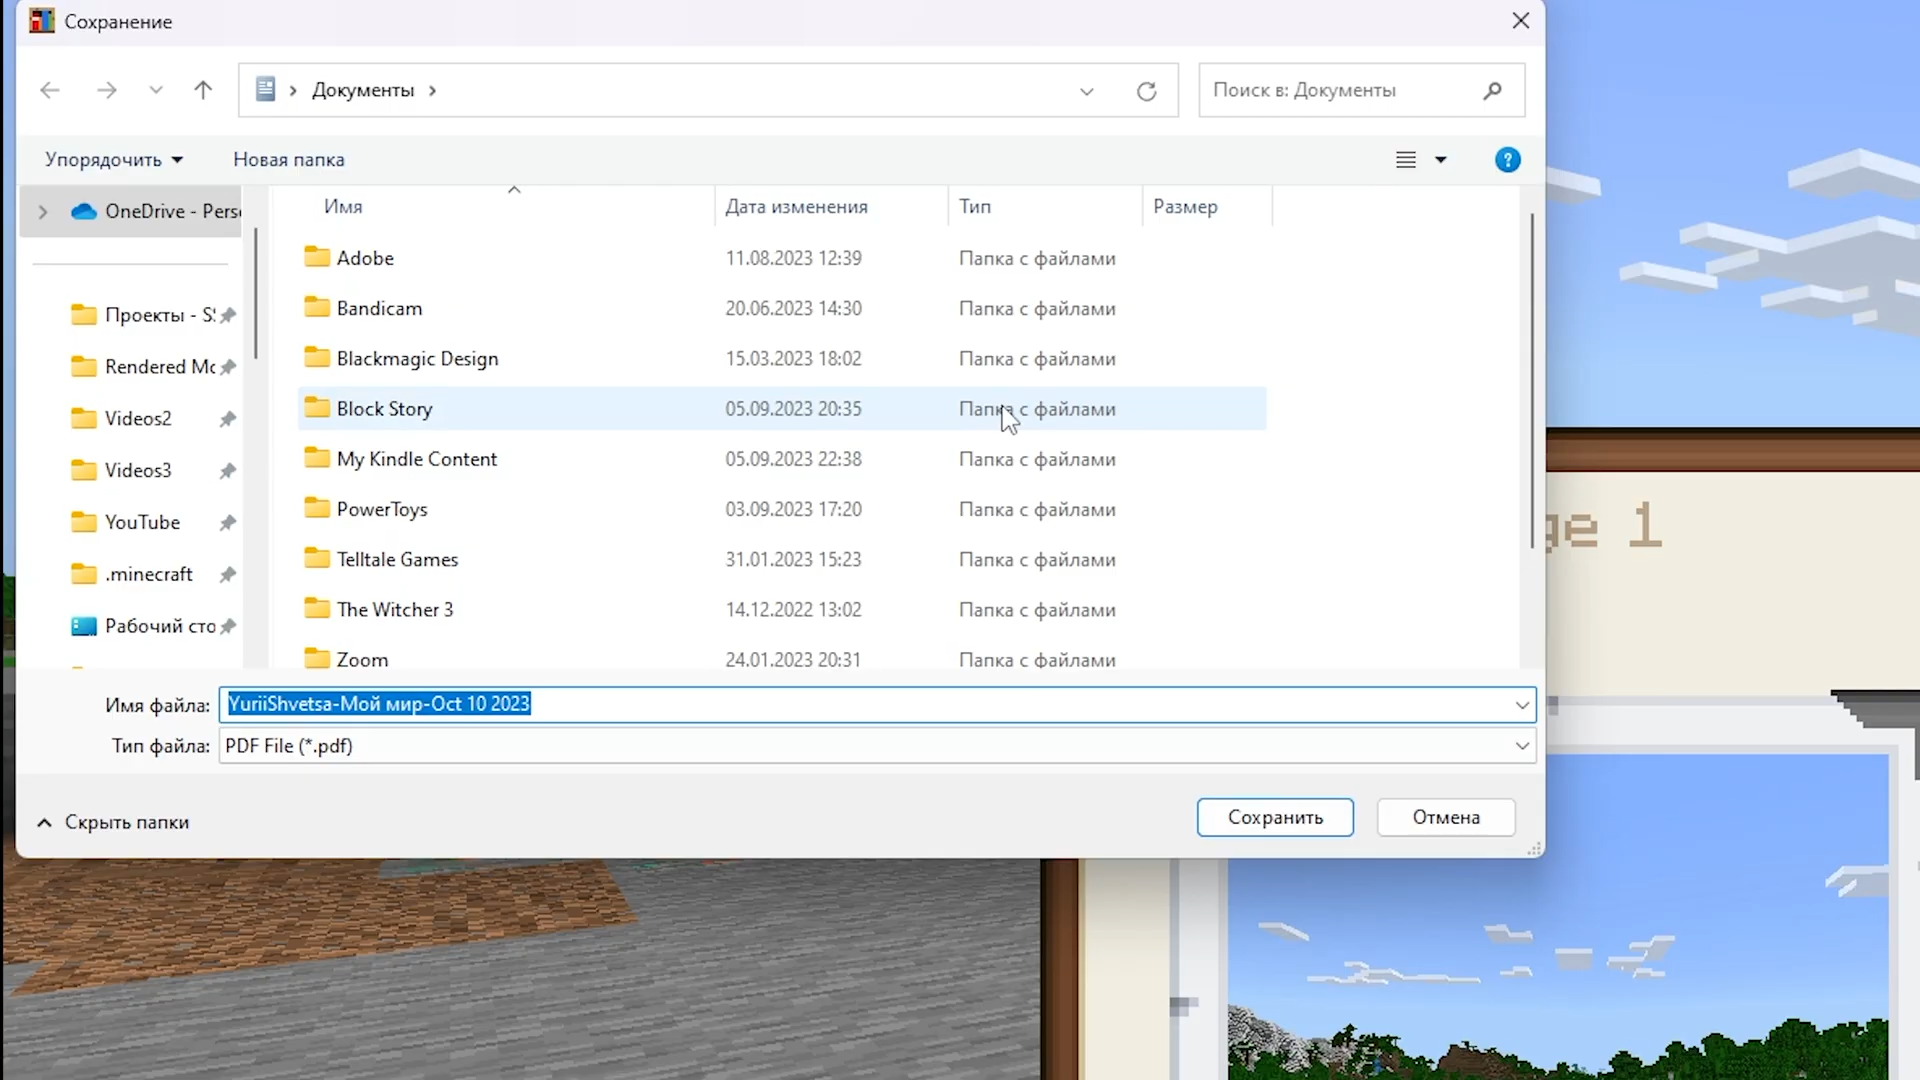 Сохранение
Документы
Поиск в: Документы
Упорядочить
Новая папка
?
OneDrive - Pers
Имя
Дата изменения
Тип
Размер
Adobe 11.08.2023 12:39 Папка с файлами
Bandicam 20.06.2023 14:30 Папка с файлами
Проекты - S
Blackmagic Design 15.03.2023 18:02 Папка с файлами
Rendered Mc
Block Story 05.09.2023 20:35 Папка с файлами
Videos2
My Kindle Content 05.09.2023 22:38 Папка с файлами
Videos3
PowerToys 03.09.2023 17:20 Папка с файлами
YouTube
Telltale Games 31.01.2023 15:23 Папка с файлами
.minecraft
The Witcher 3 14.12.2022 13:02 Папка с файлами
Рабочий сто
Zoom 24.01.2023 20:31 Папка с файлами
ge 1
Имя файла: YuriiShvetsa-Мой мир-Oct 10 2023
Тип файла: PDF File (*.pdf)
Скрыть папки
Сохранить
Отмена